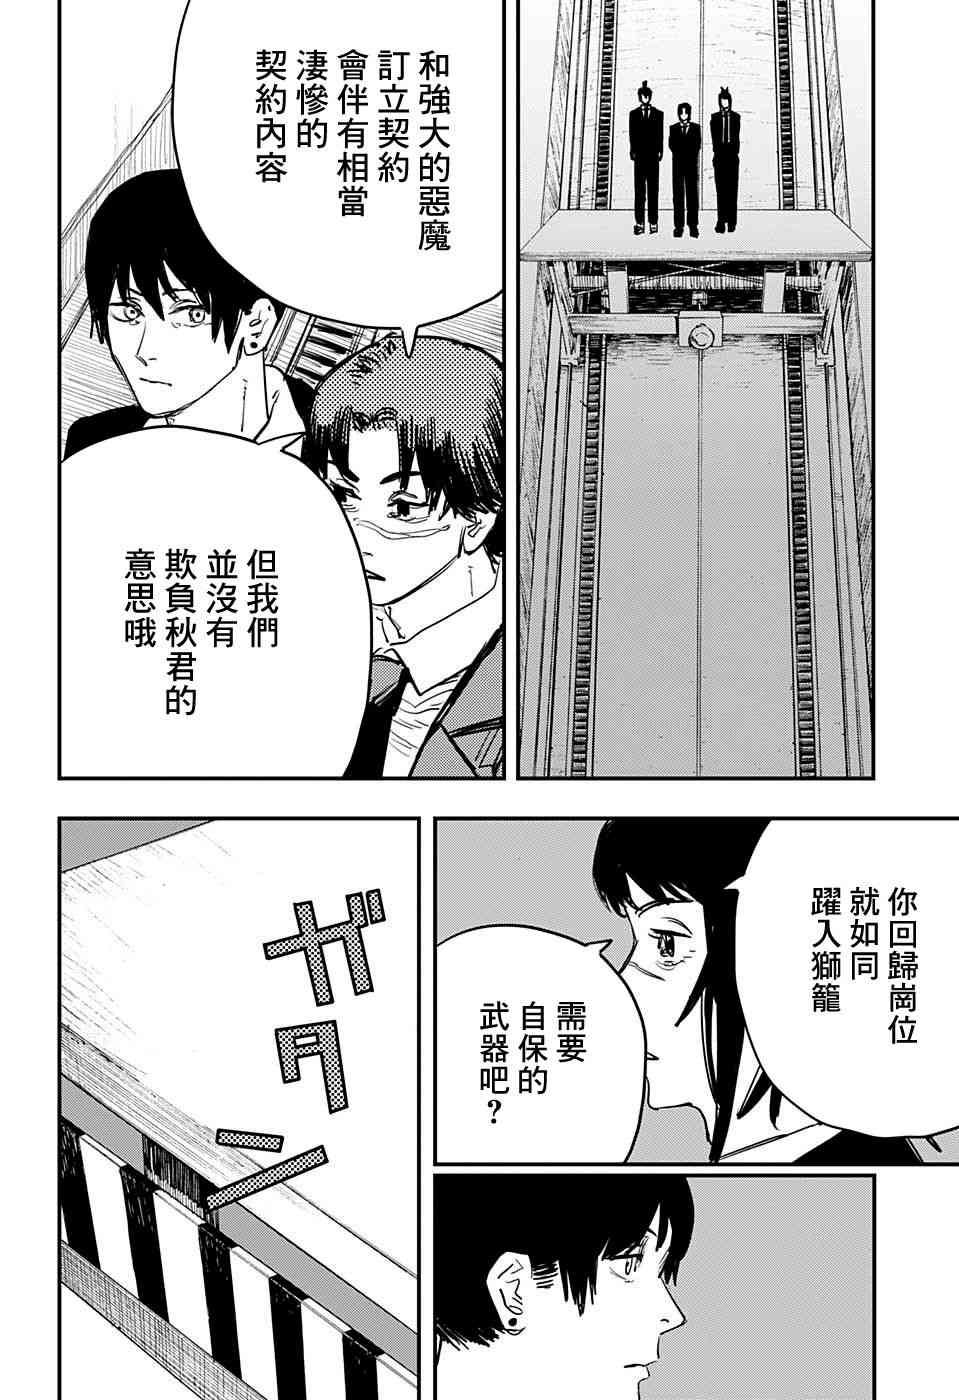 和強大的惡魔
訂立契約
會伴有相當
淒慘的
契約內容
但我們
並沒有
欺負秋君的
意思哦
你回歸崗位
就如同
躍入獅籠
需要
自保的
武器吧?
ガタン